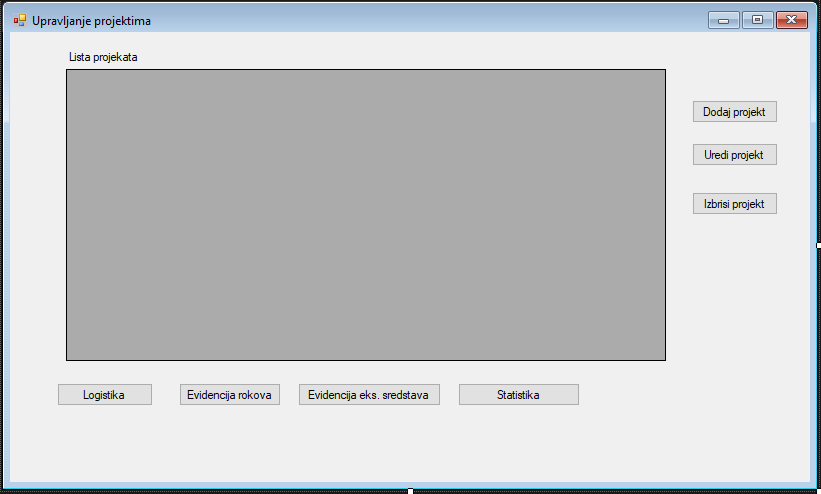 Upravljanje projektima
Lista projekata
Dodaj projekt
Uredi projekt
Izbrisi projekt
Logistika
Evidencija rokova
Evidencija eks. sredstava
Statistika